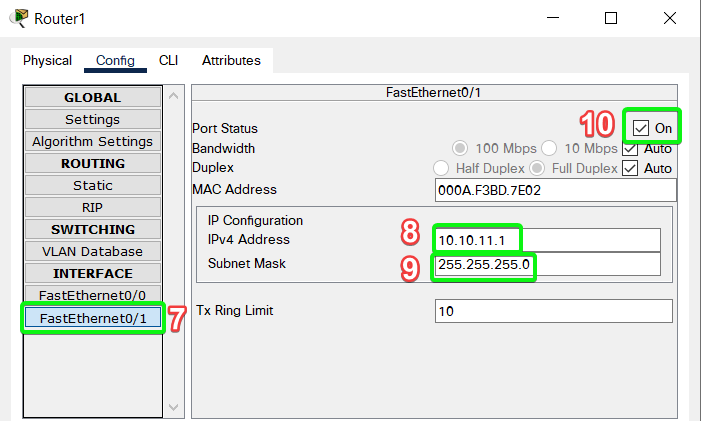 Router1
Physical Config CLI Attributes
GLOBAL
Settings
Algorithm Settings
ROUTING
Static
RIP
SWITCHING
VLAN Database
INTERFACE
FastEthernet0/0
FastEthernet0/1
7
FastEthernet0/1
Port Status
10
On
Bandwidth
100 Mbps
10 Mbps
Auto
Duplex
Half Duplex
Full Duplex
Auto
MAC Address
000A.F3BD.7E02
IP Configuration
IPv4 Address
8
10.10.11.1
Subnet Mask
9
255.255.255.0
Tx Ring Limit
10